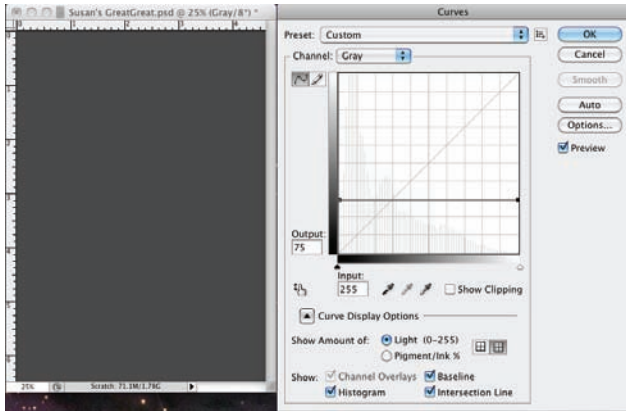 Susan's GreatGreat.psd @ 25% (Gray/8*) *
Curves
Preset: Custom
OK
Channel: Gray
Cancel
Smooth
Auto
Options...
Preview
Output:
75
Input:
255
Show Clipping
Curve Display Options
Show Amount of: Light (0-255)
Pigment/Ink %
Show: Channel Overlays Baseline
Histogram Intersection Line
25% Scratch: 71.1M/1.78G